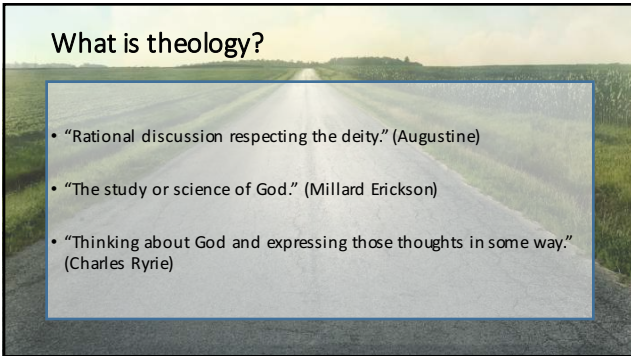 What is theology?
• “Rational discussion respecting the deity.” (Augustine)
• “The study or science of God.” (Millard Erickson)
• “Thinking about God and expressing those thoughts in some way.”
(Charles Ryrie)